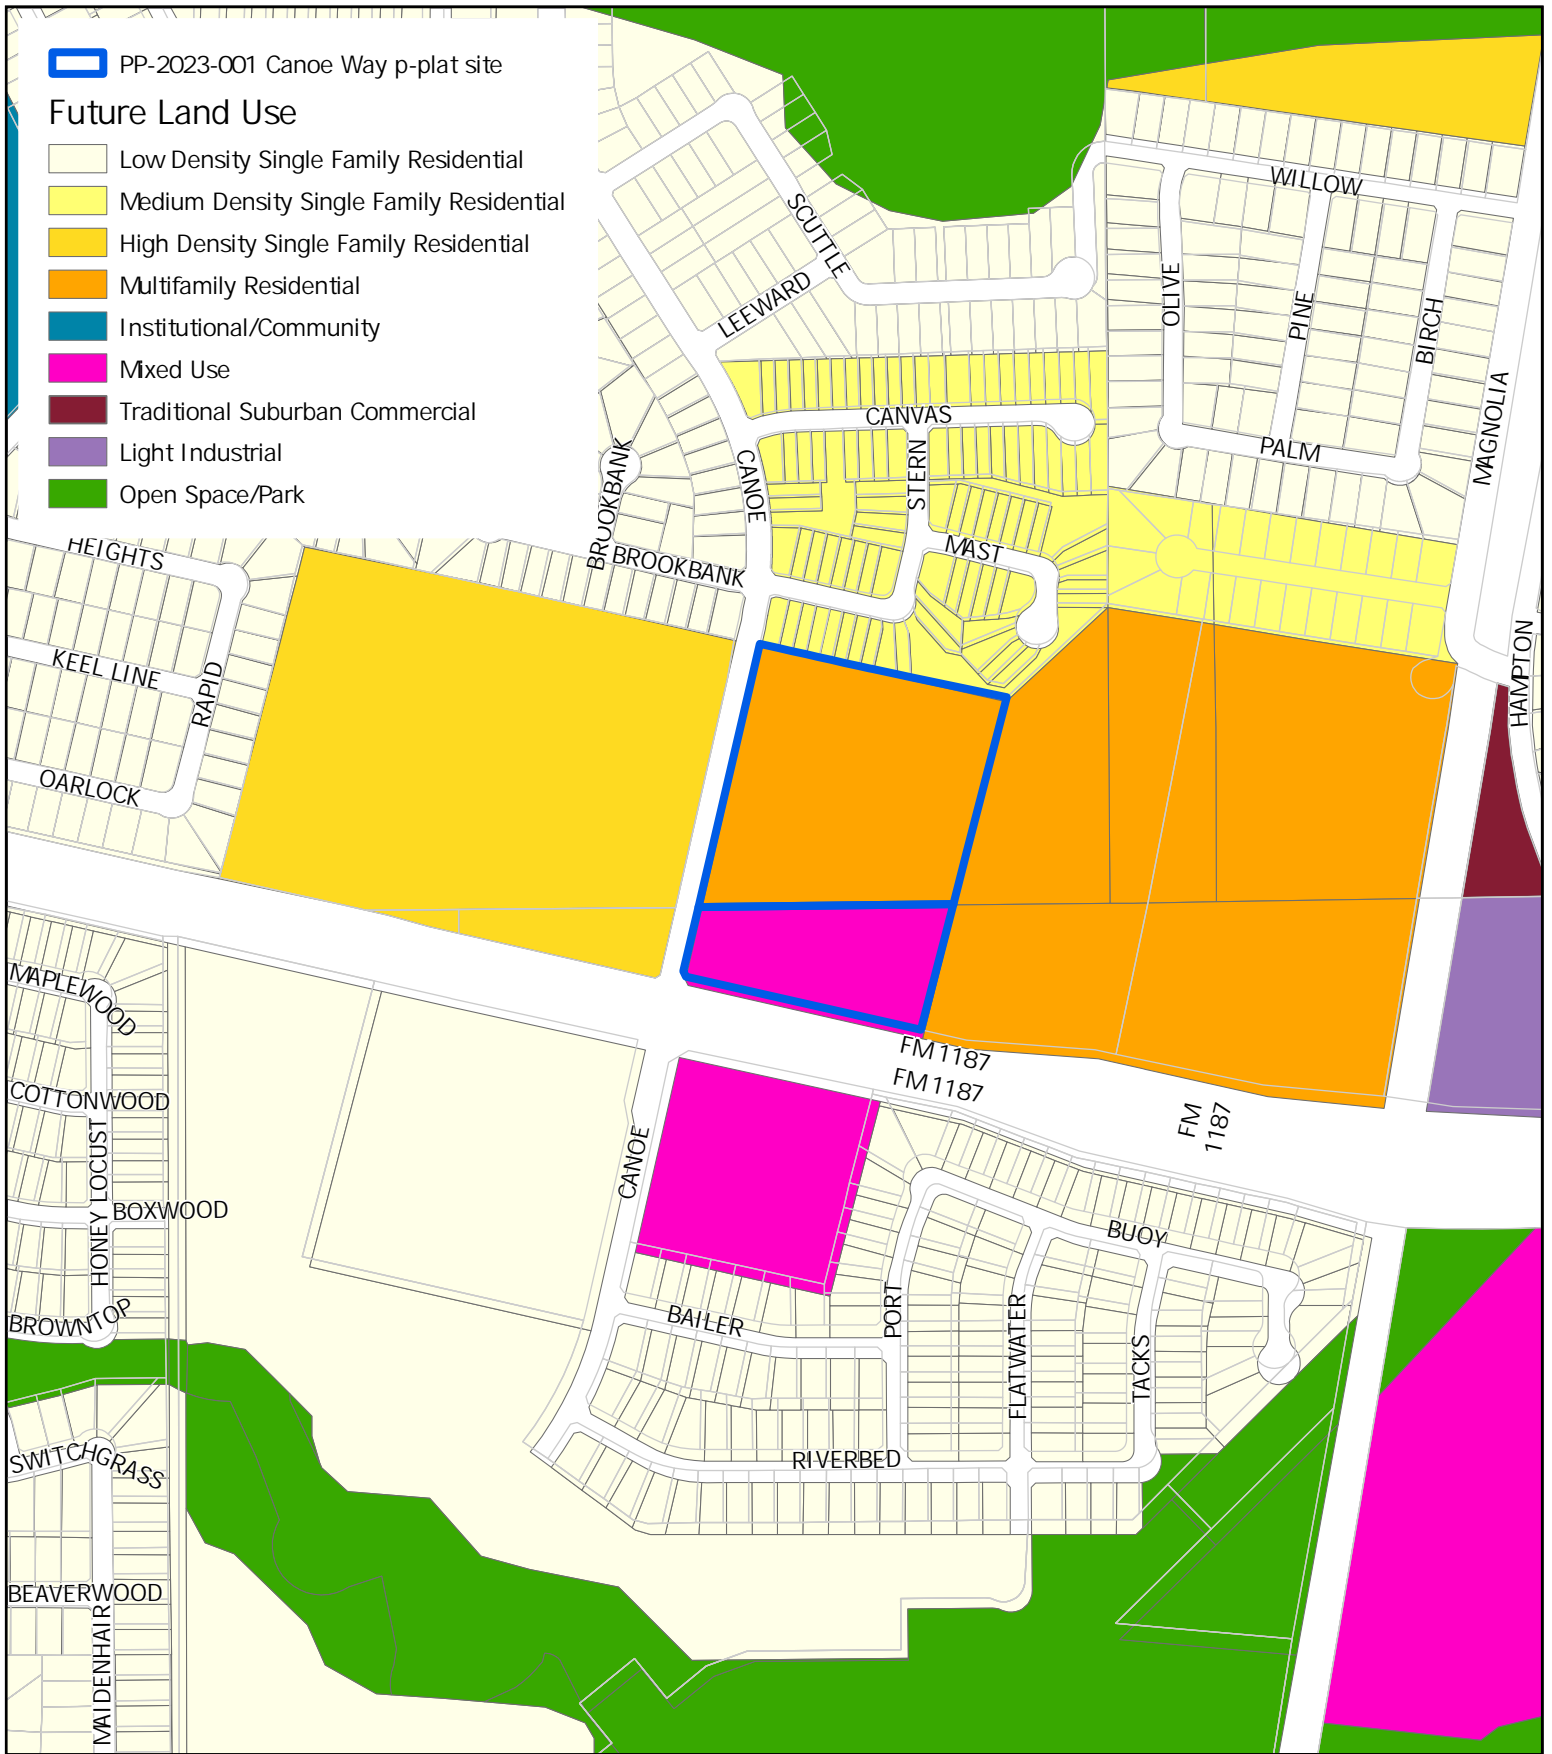 PP-2023-001 Canoe Way p-plat site
Future Land Use
Low Density Single Family Residential
Medium Density Single Family Residential
High Density Single Family Residential
Multifamily Residential
Institutional/Community
Mixed Use
Traditional Suburban Commercial
Light Industrial
Open Space/Park
WILLOW
SCUTTLE
LEEWARD
OLIVE
PINE
BIRCH
MAGNOLIA
CANVAS
STERN
CANOE
PALM
BROOKBANK
BROOKBANK
MAST
HEIGHTS
KEEL LINE
RAPID
OARLOCK
HAMPTON
MAPLEWOOD
COTTONWOOD
HONEY LOCUST
BOXWOOD
BROWNTOP
FM 1187
FM 1187
FM
1187
CANOE
BUOY
BAILER
PORT
FLATWATER
TACKS
RIVERBED
SWITCHGRASS
BEAVERWOOD
MAIDENHAIR